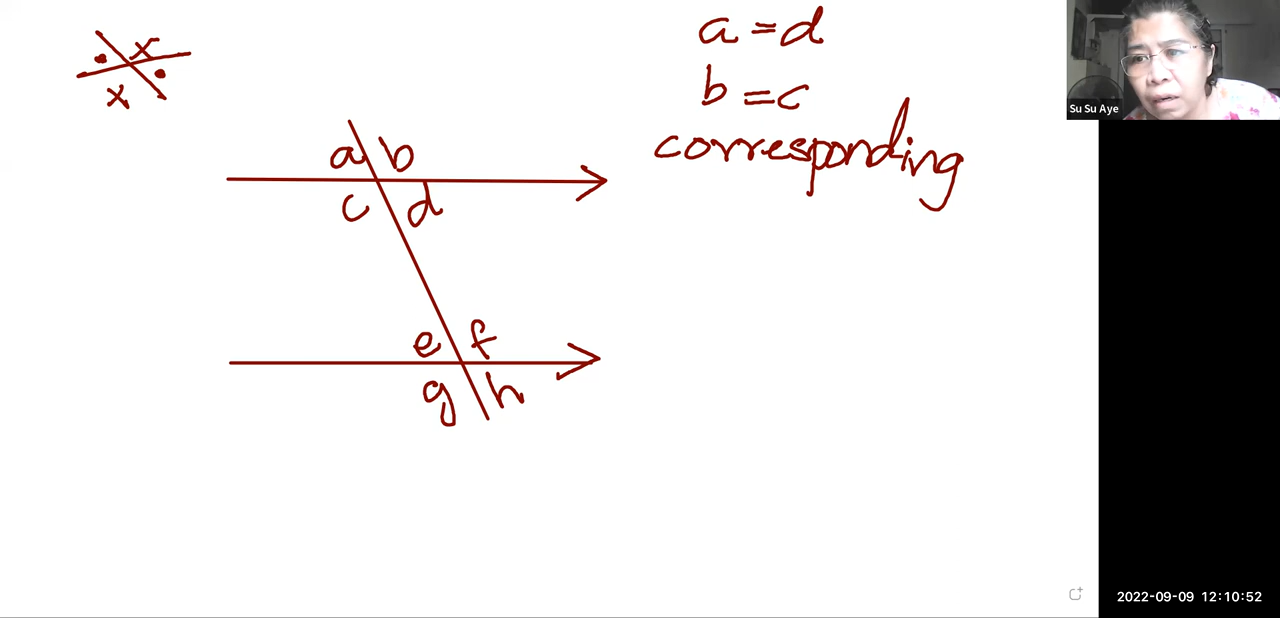 x
x
a = d
b = c
corresponding
a b
c d
e f
g h
Su Su Aye
2022-09-09 12:10:52